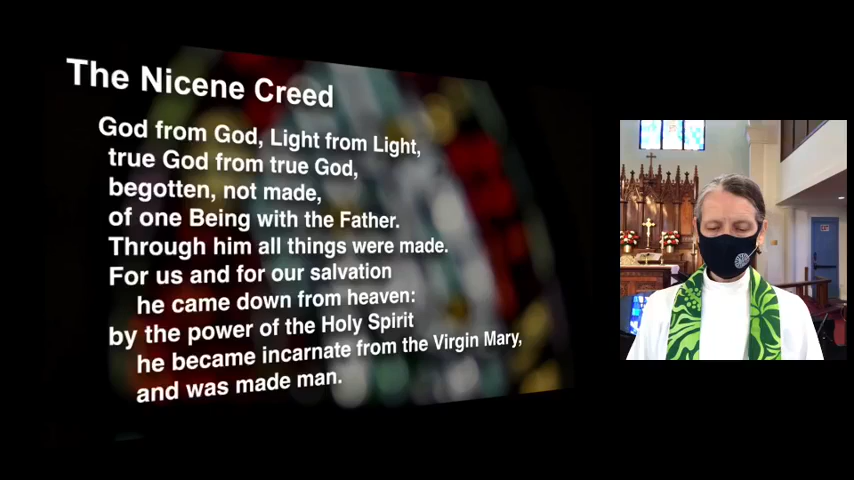 The Nicene Creed
God from God, Light from Light,
true God from true God,
begotten, not made,
of one Being with the Father.
Through him all things were made.
For us and for our salvation
he came down from heaven:
by the power of the Holy Spirit
he became incarnate from the Virgin Mary,
and was made man.